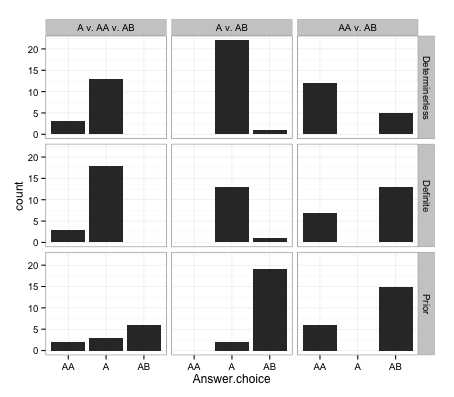 A v. AA v. AB
A v. AB
AA v. AB
20
15
10
5
0
Determinerless
20
15
10
5
0
Definite
20
15
10
5
0
Prior
count
AA
A
AB
AA
A
AB
AA
A
AB
Answer.choice